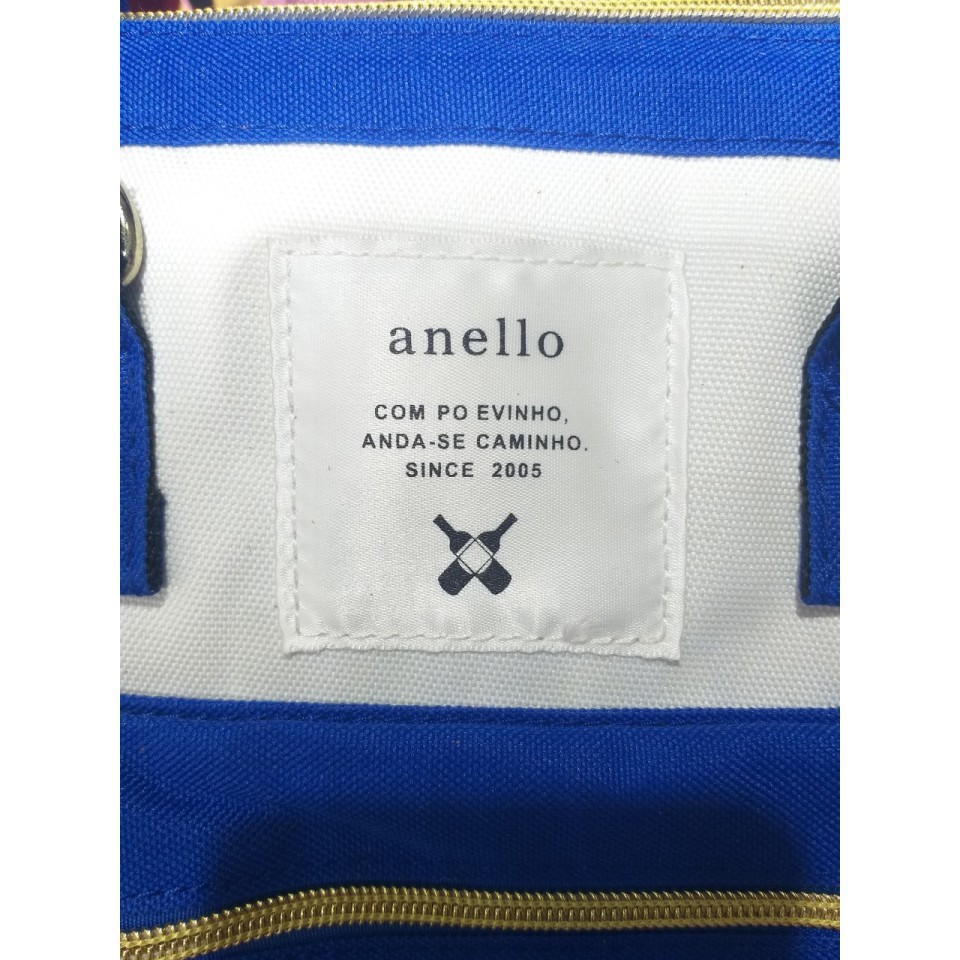 anello
COM PO EVINHO,
ANDA-SE CAMINHO.
SINCE 2005